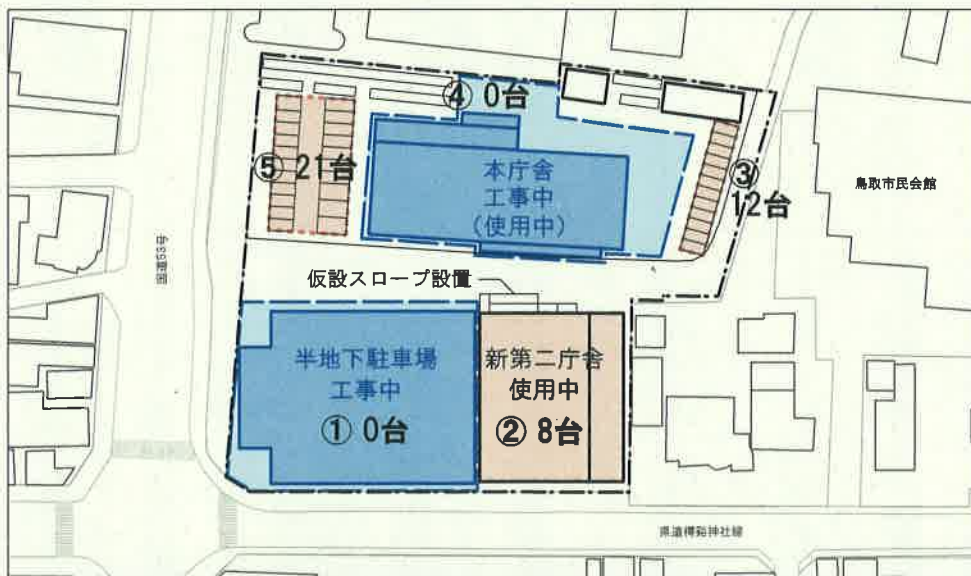 ④ 0台
⑤ 21台
本庁舎
工事中
(使用中)
③
12台
鳥取市民会館
国道53号
仮設スロープ設置
半地下駐車場
工事中
① 0台
新第二庁舎
使用中
② 8台
県道樗谿神社線